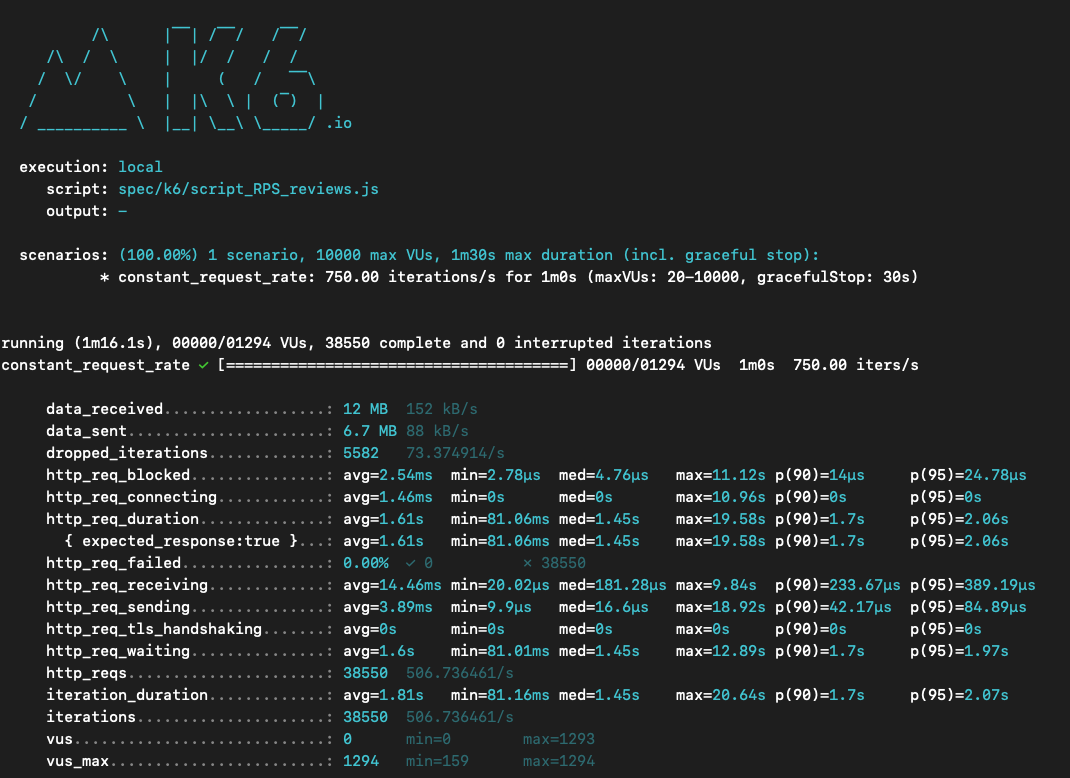 /\      |‾‾| /‾‾/   /‾‾/
/\  /  \     |  |/  /   /  /
/  \/    \    |     (   /   ‾‾\
/          \   |  |\  \ |  (‾)  |
/ __________ \  |__| \__\ \_____/ .io
execution: local
script: spec/k6/script_RPS_reviews.js
output: -
scenarios: (100.00%) 1 scenario, 10000 max VUs, 1m30s max duration (incl. graceful stop):
* constant_request_rate: 750.00 iterations/s for 1m0s (maxVUs: 20-10000, gracefulStop: 30s)
running (1m16.1s), 00000/01294 VUs, 38550 complete and 0 interrupted iterations
constant_request_rate ✓ [======================================] 00000/01294 VUs  1m0s  750.00 iters/s
data_received..................: 12 MB  152 kB/s
data_sent......................: 6.7 MB 88 kB/s
dropped_iterations.............: 5582   73.374914/s
http_req_blocked...............: avg=2.54ms  min=2.78µs  med=4.76µs   max=11.12s p(90)=14µs     p(95)=24.78µs
http_req_connecting............: avg=1.46ms  min=0s      med=0s       max=10.96s p(90)=0s       p(95)=0s
http_req_duration..............: avg=1.61s   min=81.06ms med=1.45s    max=19.58s p(90)=1.7s     p(95)=2.06s
{ expected_response:true }...: avg=1.61s   min=81.06ms med=1.45s    max=19.58s p(90)=1.7s     p(95)=2.06s
http_req_failed................: 0.00%  ✓ 0          ✗ 38550
http_req_receiving.............: avg=14.46ms min=20.02µs med=181.28µs max=9.84s  p(90)=233.67µs p(95)=389.19µs
http_req_sending...............: avg=3.89ms  min=9.9µs   med=16.6µs   max=18.92s p(90)=42.17µs  p(95)=84.89µs
http_req_tls_handshaking.......: avg=0s      min=0s      med=0s       max=0s     p(90)=0s       p(95)=0s
http_req_waiting...............: avg=1.6s    min=81.01ms med=1.45s    max=12.89s p(90)=1.7s     p(95)=1.97s
http_reqs......................: 38550  506.736461/s
iteration_duration.............: avg=1.81s   min=81.16ms med=1.45s    max=20.64s p(90)=1.7s     p(95)=2.07s
iterations.....................: 38550  506.736461/s
vus............................: 0      min=0        max=1293
vus_max........................: 1294   min=159      max=1294